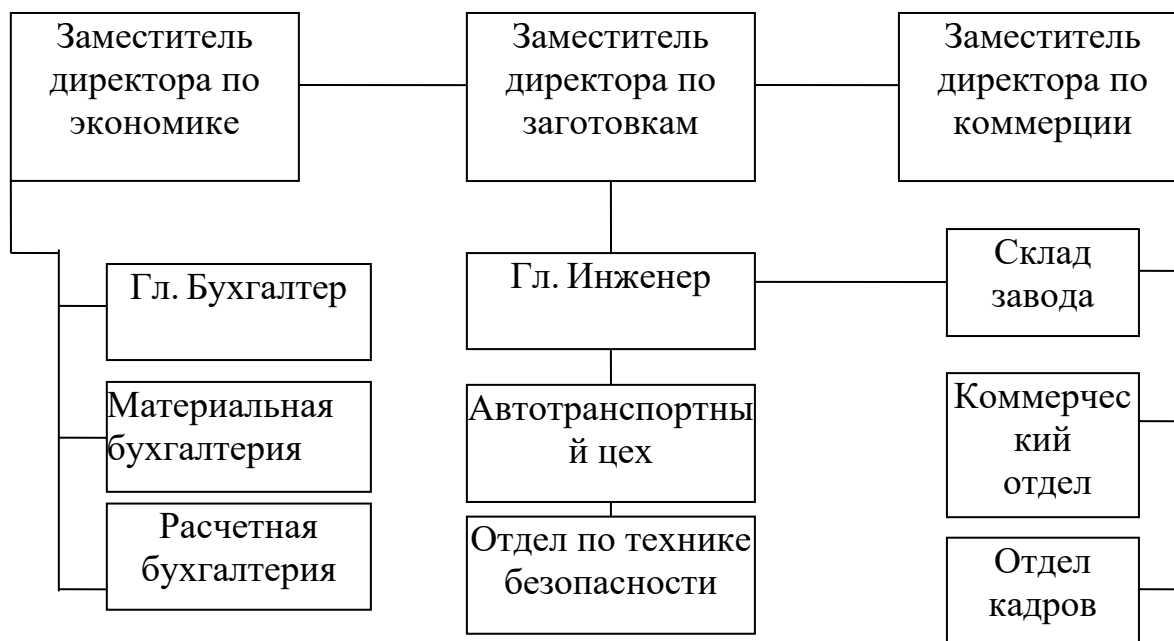 Заместитель
директора по
экономике
Заместитель
директора по
заготовкам
Заместитель
директора по
коммерции
Гл. Бухгалтер
Гл. Инженер
Склад
завода
Материальная
бухгалтерия
Автотранспортны
й цех
Коммерчес
кий
отдел
Расчетная
бухгалтерия
Отдел по технике
безопасности
Отдел
кадров